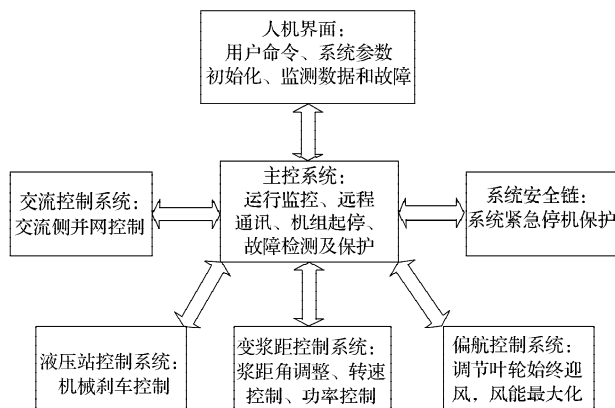 人机界面：
用户命令、系统参数
初始化、监测数据和故障
交流控制系统：
交流侧并网控制
主控系统：
运行监控、远程
通讯、机组起停、
故障检测及保护
系统安全链：
系统紧急停机保护
液压站控制系统：
机械刹车控制
变浆距控制系统：
浆距角调整、转速
控制、功率控制
偏航控制系统：
调节叶轮始终迎
风，风能最大化